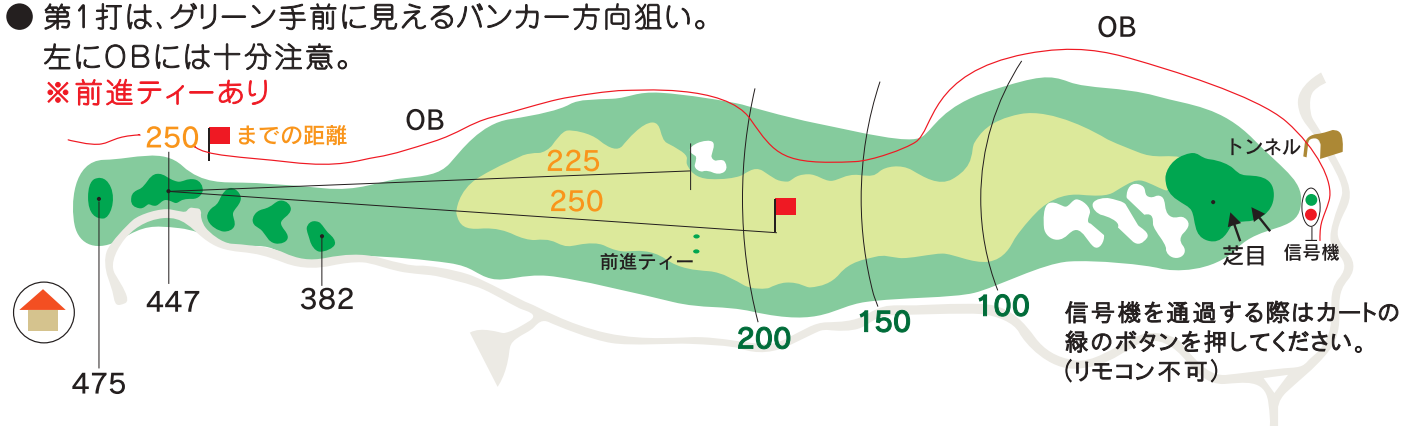 ● 第1打は、グリーン手前に見えるバンカー方向狙い。
左にOBには十分注意。
※前進ティーあり
OB
OB
250 までの距離
225
250
トンネル
前進ティー
芝目
信号機
447
382
475
200
150
100
信号機を通過する際はカートの
緑のボタンを押してください。
(リモコン不可)